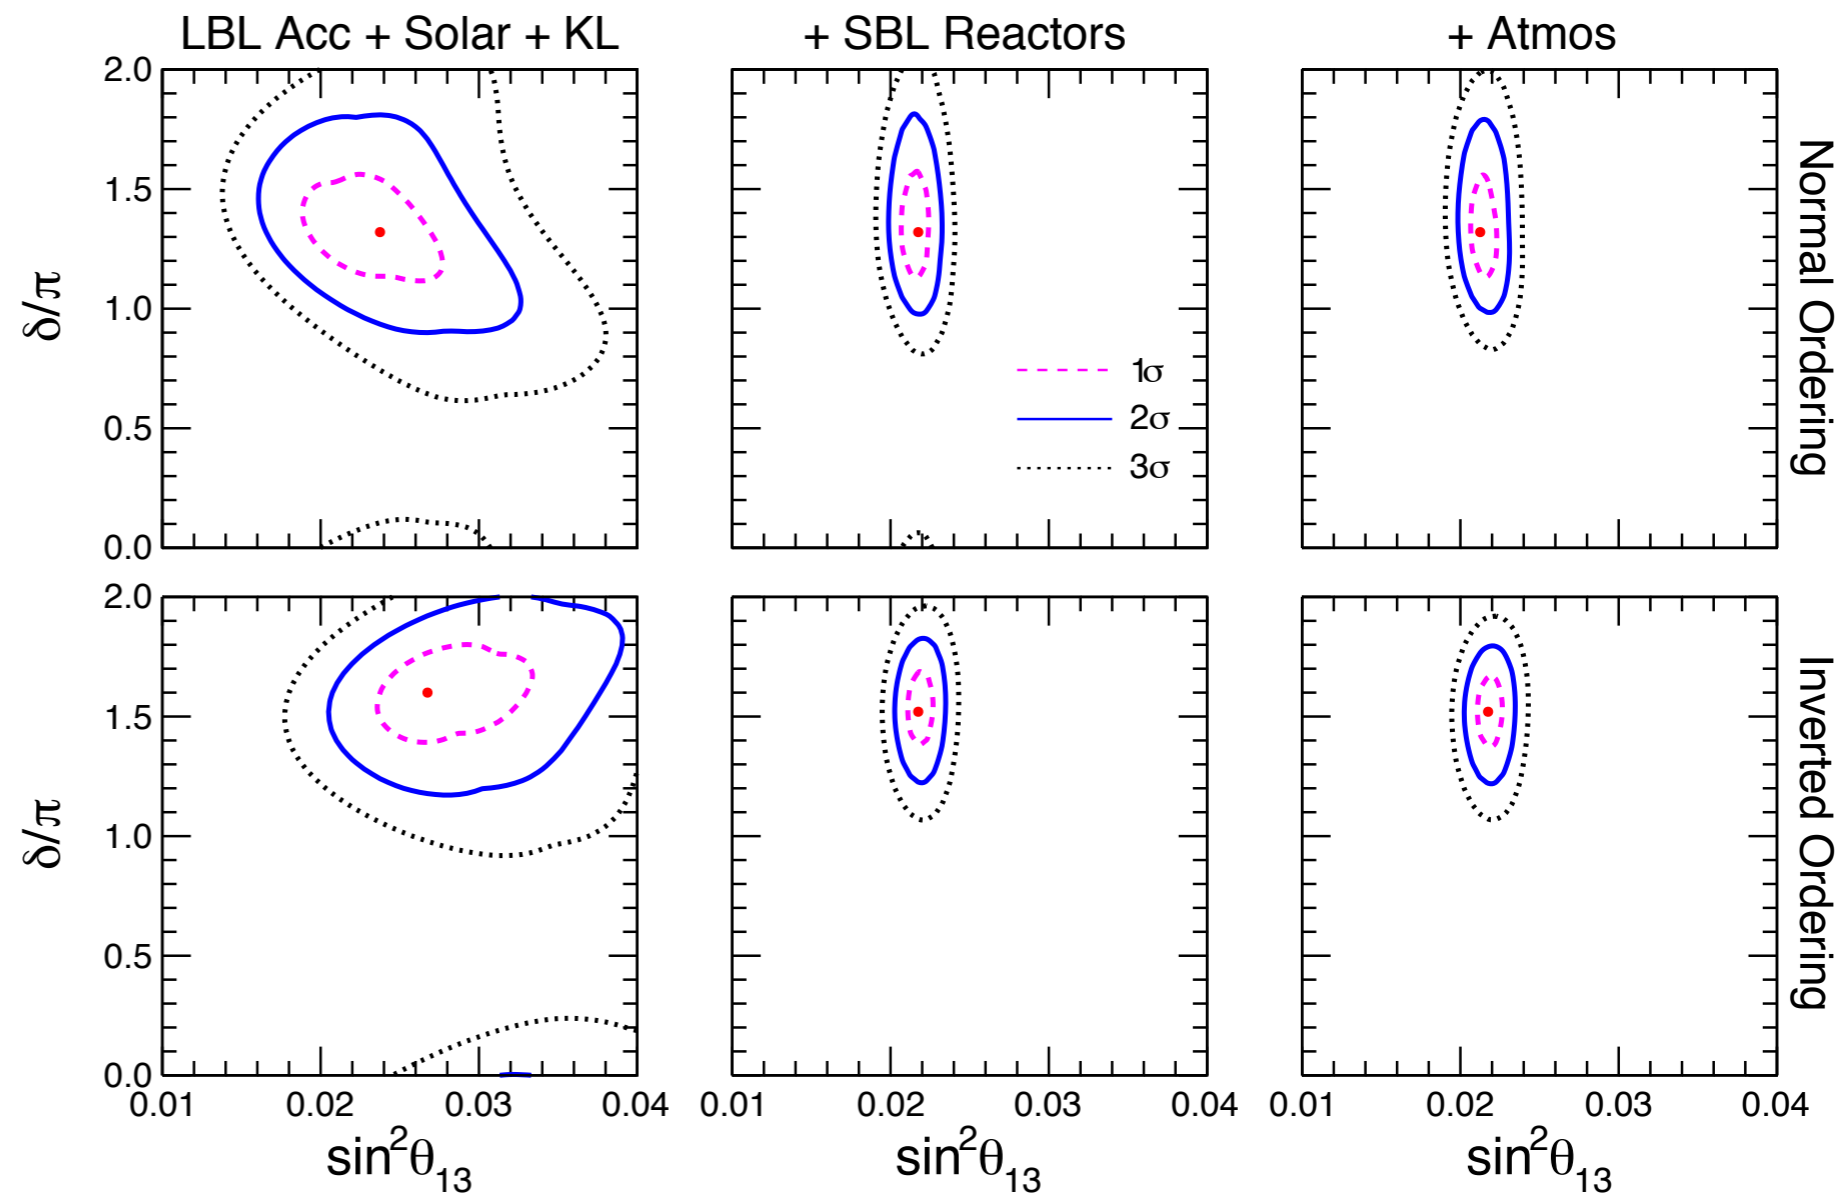 LBL Acc + Solar + KL
+ SBL Reactors
+ Atmos
2.0
1.5
1.0
0.5
0.0
δ/π
1σ
2σ
3σ
Normal Ordering
2.0
1.5
1.0
0.5
0.0
δ/π
Inverted Ordering
0.01 0.02 0.03 0.04
0.01 0.02 0.03 0.04
0.01 0.02 0.03 0.04
sin²θ₁₃
sin²θ₁₃
sin²θ₁₃